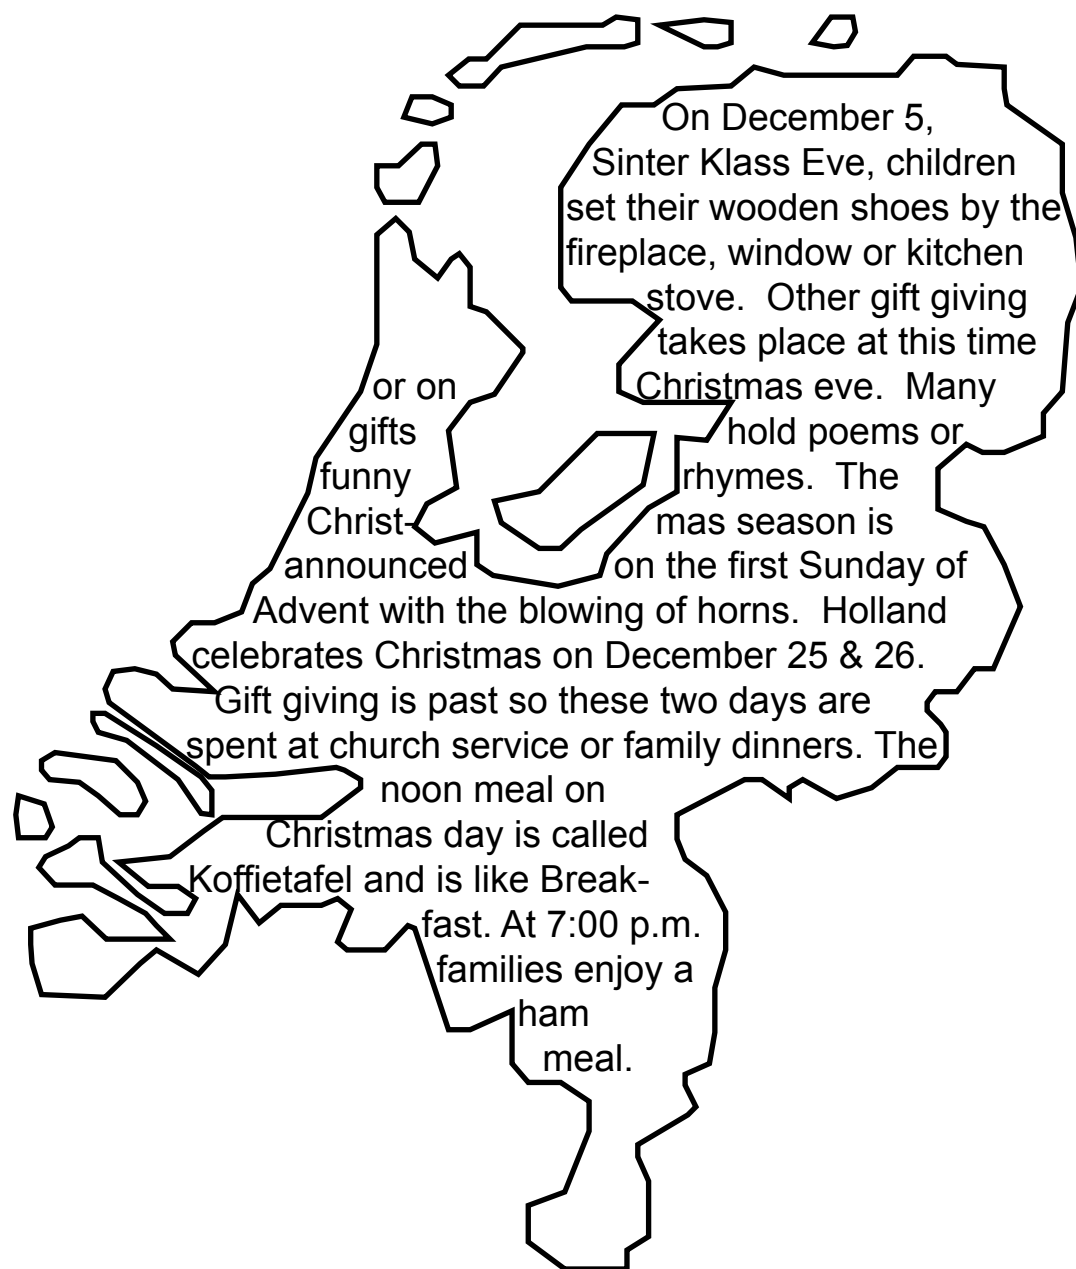 On December 5,
Sinter Klass Eve, children
set their wooden shoes by the
fireplace, window or kitchen
stove.  Other gift giving
takes place at this time
or on Christmas eve.  Many
gifts hold poems or
funny rhymes.  The
Christ- mas season is
announced on the first Sunday of
Advent with the blowing of horns.  Holland
celebrates Christmas on December 25 & 26.
Gift giving is past so these two days are
spent at church service or family dinners. The
noon meal on
Christmas day is called
Koffietafel and is like Break-
fast. At 7:00 p.m.
families enjoy a
ham
meal.